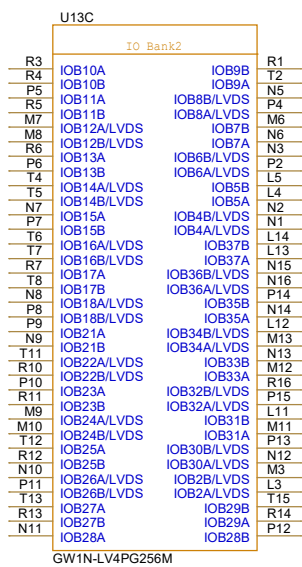 U13C
IO Bank2
R3 IOB10A IOB9B R1
R4 IOB10B IOB9A T2
P5 IOB11A IOB8B/LVDS N5
R5 IOB11B IOB8A/LVDS P4
M7 IOB12A/LVDS IOB7B M6
M8 IOB12B/LVDS IOB7A N6
R6 IOB13A IOB6B/LVDS N3
P6 IOB13B IOB6A/LVDS P2
T4 IOB14A/LVDS IOB5B L5
T5 IOB14B/LVDS IOB5A L4
N7 IOB15A IOB4B/LVDS N2
P7 IOB15B IOB4A/LVDS N1
T6 IOB16A/LVDS IOB37B L14
T7 IOB16B/LVDS IOB37A L13
R7 IOB17A IOB36B/LVDS N15
T8 IOB17B IOB36A/LVDS N16
N8 IOB18A/LVDS IOB35B P14
P8 IOB18B/LVDS IOB35A N14
P9 IOB21A IOB34B/LVDS L12
N9 IOB21B IOB34A/LVDS M13
T11 IOB22A/LVDS IOB33B N13
R10 IOB22B/LVDS IOB33A M12
P10 IOB23A IOB32B/LVDS R16
R11 IOB23B IOB32A/LVDS P15
M9 IOB24A/LVDS IOB31B L11
M10 IOB24B/LVDS IOB31A M11
T12 IOB25A IOB30B/LVDS P13
R12 IOB25B IOB30A/LVDS N12
N10 IOB26A/LVDS IOB2B/LVDS M3
P11 IOB26B/LVDS IOB2A/LVDS L3
T13 IOB27A IOB29B T15
R13 IOB27B IOB29A R14
N11 IOB28A IOB28B P12
GW1N-LV4PG256M